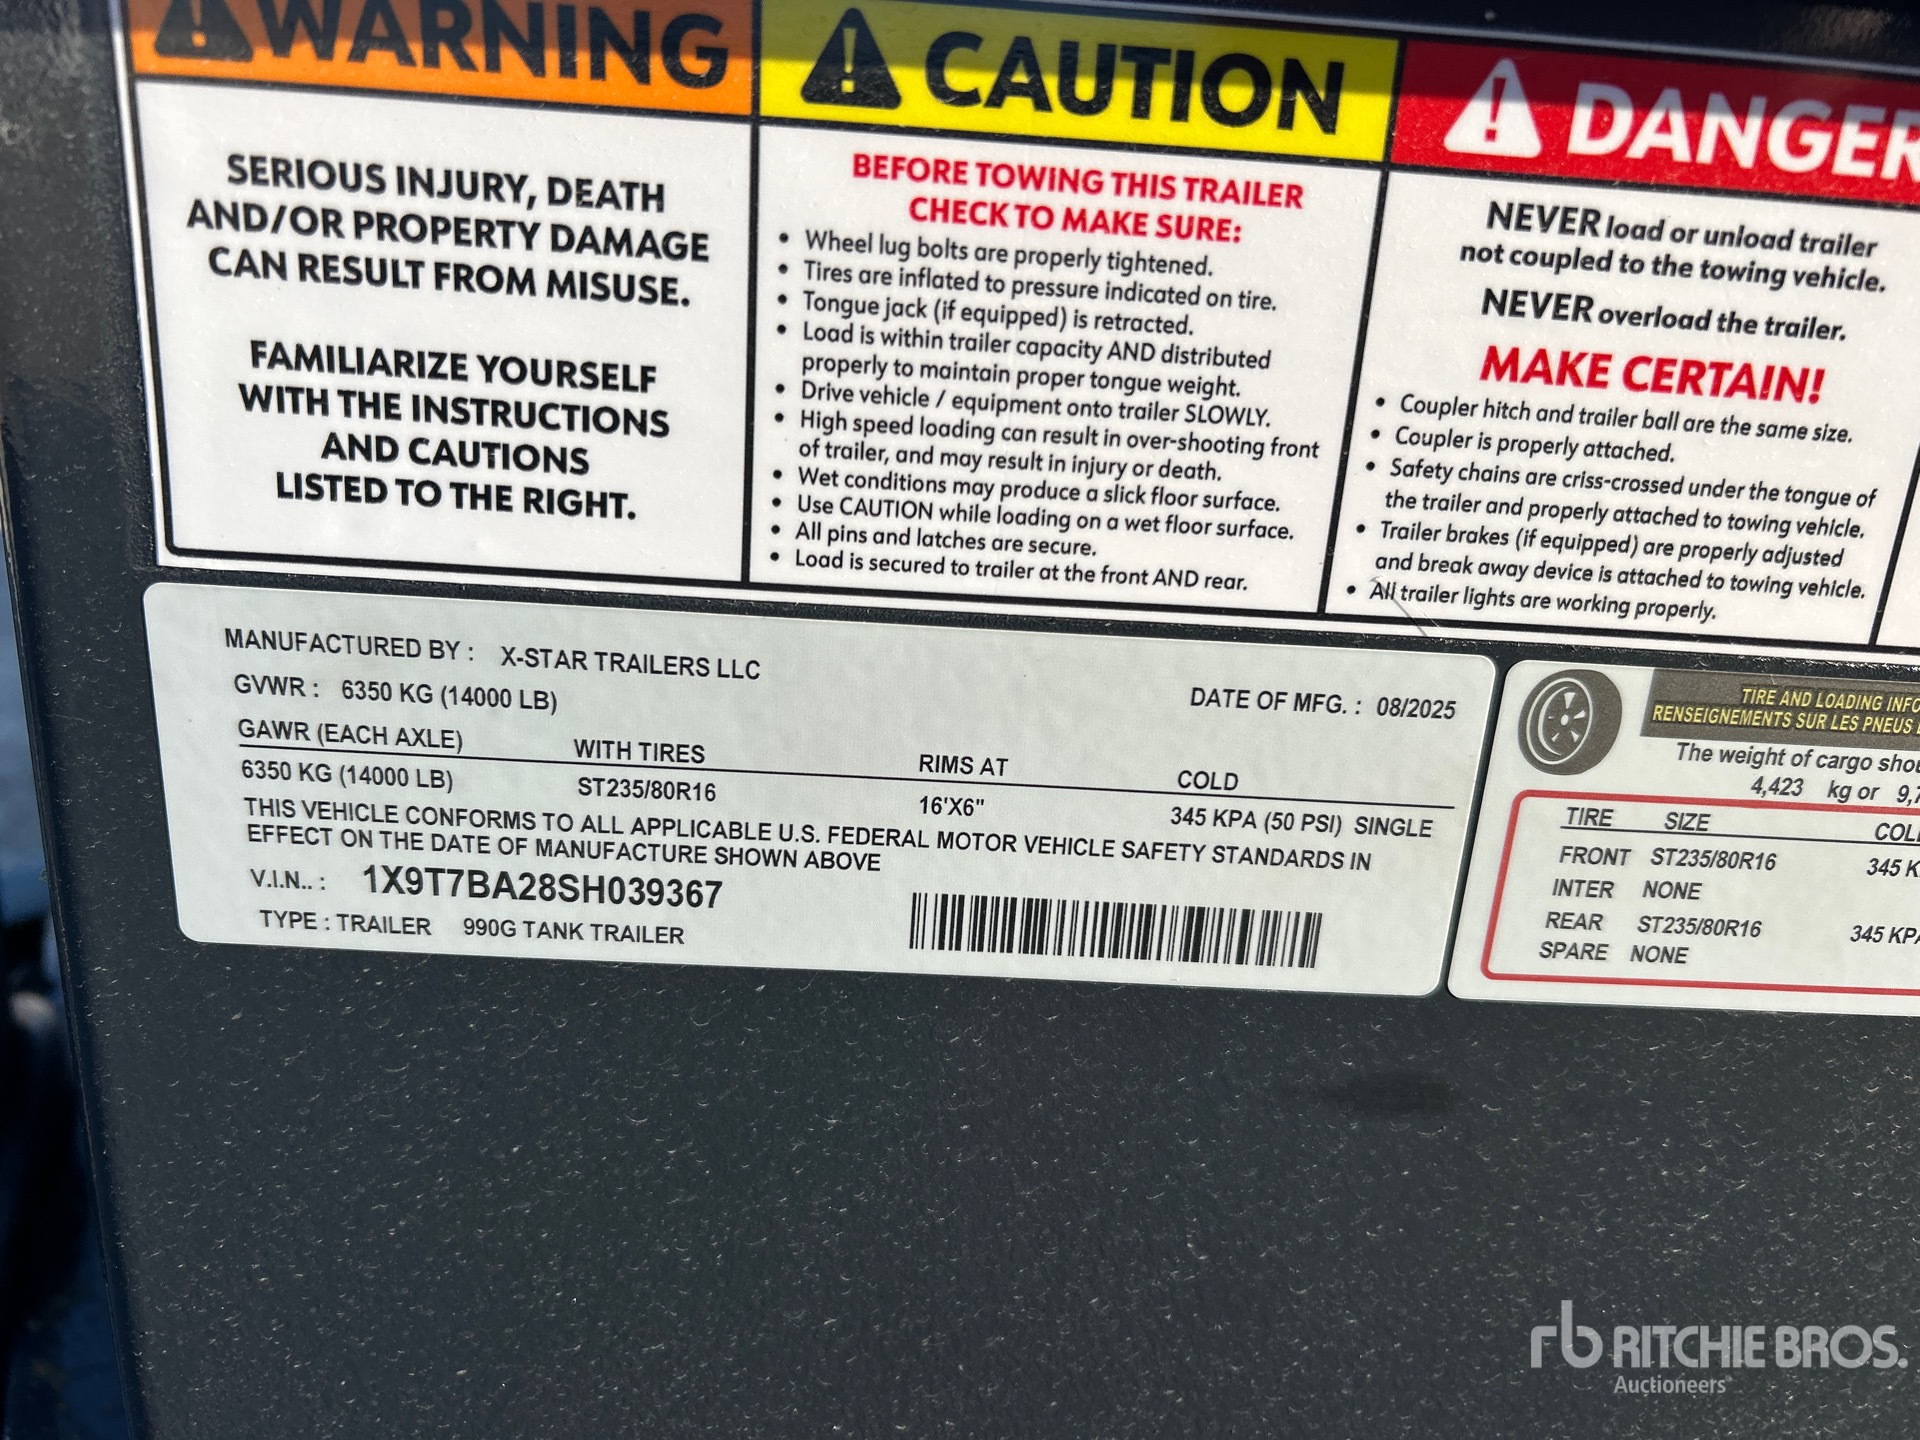 WARNING
SERIOUS INJURY, DEATH
AND/OR PROPERTY DAMAGE
CAN RESULT FROM MISUSE.
FAMILIARIZE YOURSELF
WITH THE INSTRUCTIONS
AND CAUTIONS
LISTED TO THE RIGHT.
CAUTION
BEFORE TOWING THIS TRAILER
CHECK TO MAKE SURE:
• Wheel lug bolts are properly tightened.
• Tires are inflated to pressure indicated on tire.
• Tongue jack (if equipped) is retracted.
• Load is within trailer capacity AND distributed
properly to maintain proper tongue weight.
• Drive vehicle / equipment onto trailer SLOWLY.
• High speed loading can result in over-shooting front
of trailer, and may result in injury or death.
• Wet conditions may produce a slick floor surface.
• Use CAUTION while loading on a wet floor surface.
• All pins and latches are secure.
• Load is secured to trailer at the front AND rear.
DANGER
NEVER load or unload trailer
not coupled to the towing vehicle.
NEVER overload the trailer.
MAKE CERTAIN!
• Coupler hitch and trailer ball are the same size.
• Coupler is properly attached.
• Safety chains are criss-crossed under the tongue of
the trailer and properly attached to towing vehicle.
• Trailer brakes (if equipped) are properly adjusted
and break away device is attached to towing vehicle.
• All trailer lights are working properly.
MANUFACTURED BY : X-STAR TRAILERS LLC
GVWR : 6350 KG (14000 LB)
DATE OF MFG. : 08/2025
GAWR (EACH AXLE) WITH TIRES RIMS AT COLD
6350 KG (14000 LB) ST235/80R16 16'X6" 345 KPA (50 PSI) SINGLE
THIS VEHICLE CONFORMS TO ALL APPLICABLE U.S. FEDERAL MOTOR VEHICLE SAFETY STANDARDS IN
EFFECT ON THE DATE OF MANUFACTURE SHOWN ABOVE
V.I.N.. : 1X9T7BA28SH039367
TYPE : TRAILER 990G TANK TRAILER
TIRE AND LOADING INFO
RENSEIGNEMENTS SUR LES PNEUS
The weight of cargo shou
4,423 kg or 9,7
TIRE SIZE COL
FRONT ST235/80R16 345 K
INTER NONE
REAR ST235/80R16 345 KPA
SPARE NONE
rb RITCHIE BROS.
Auctioneers